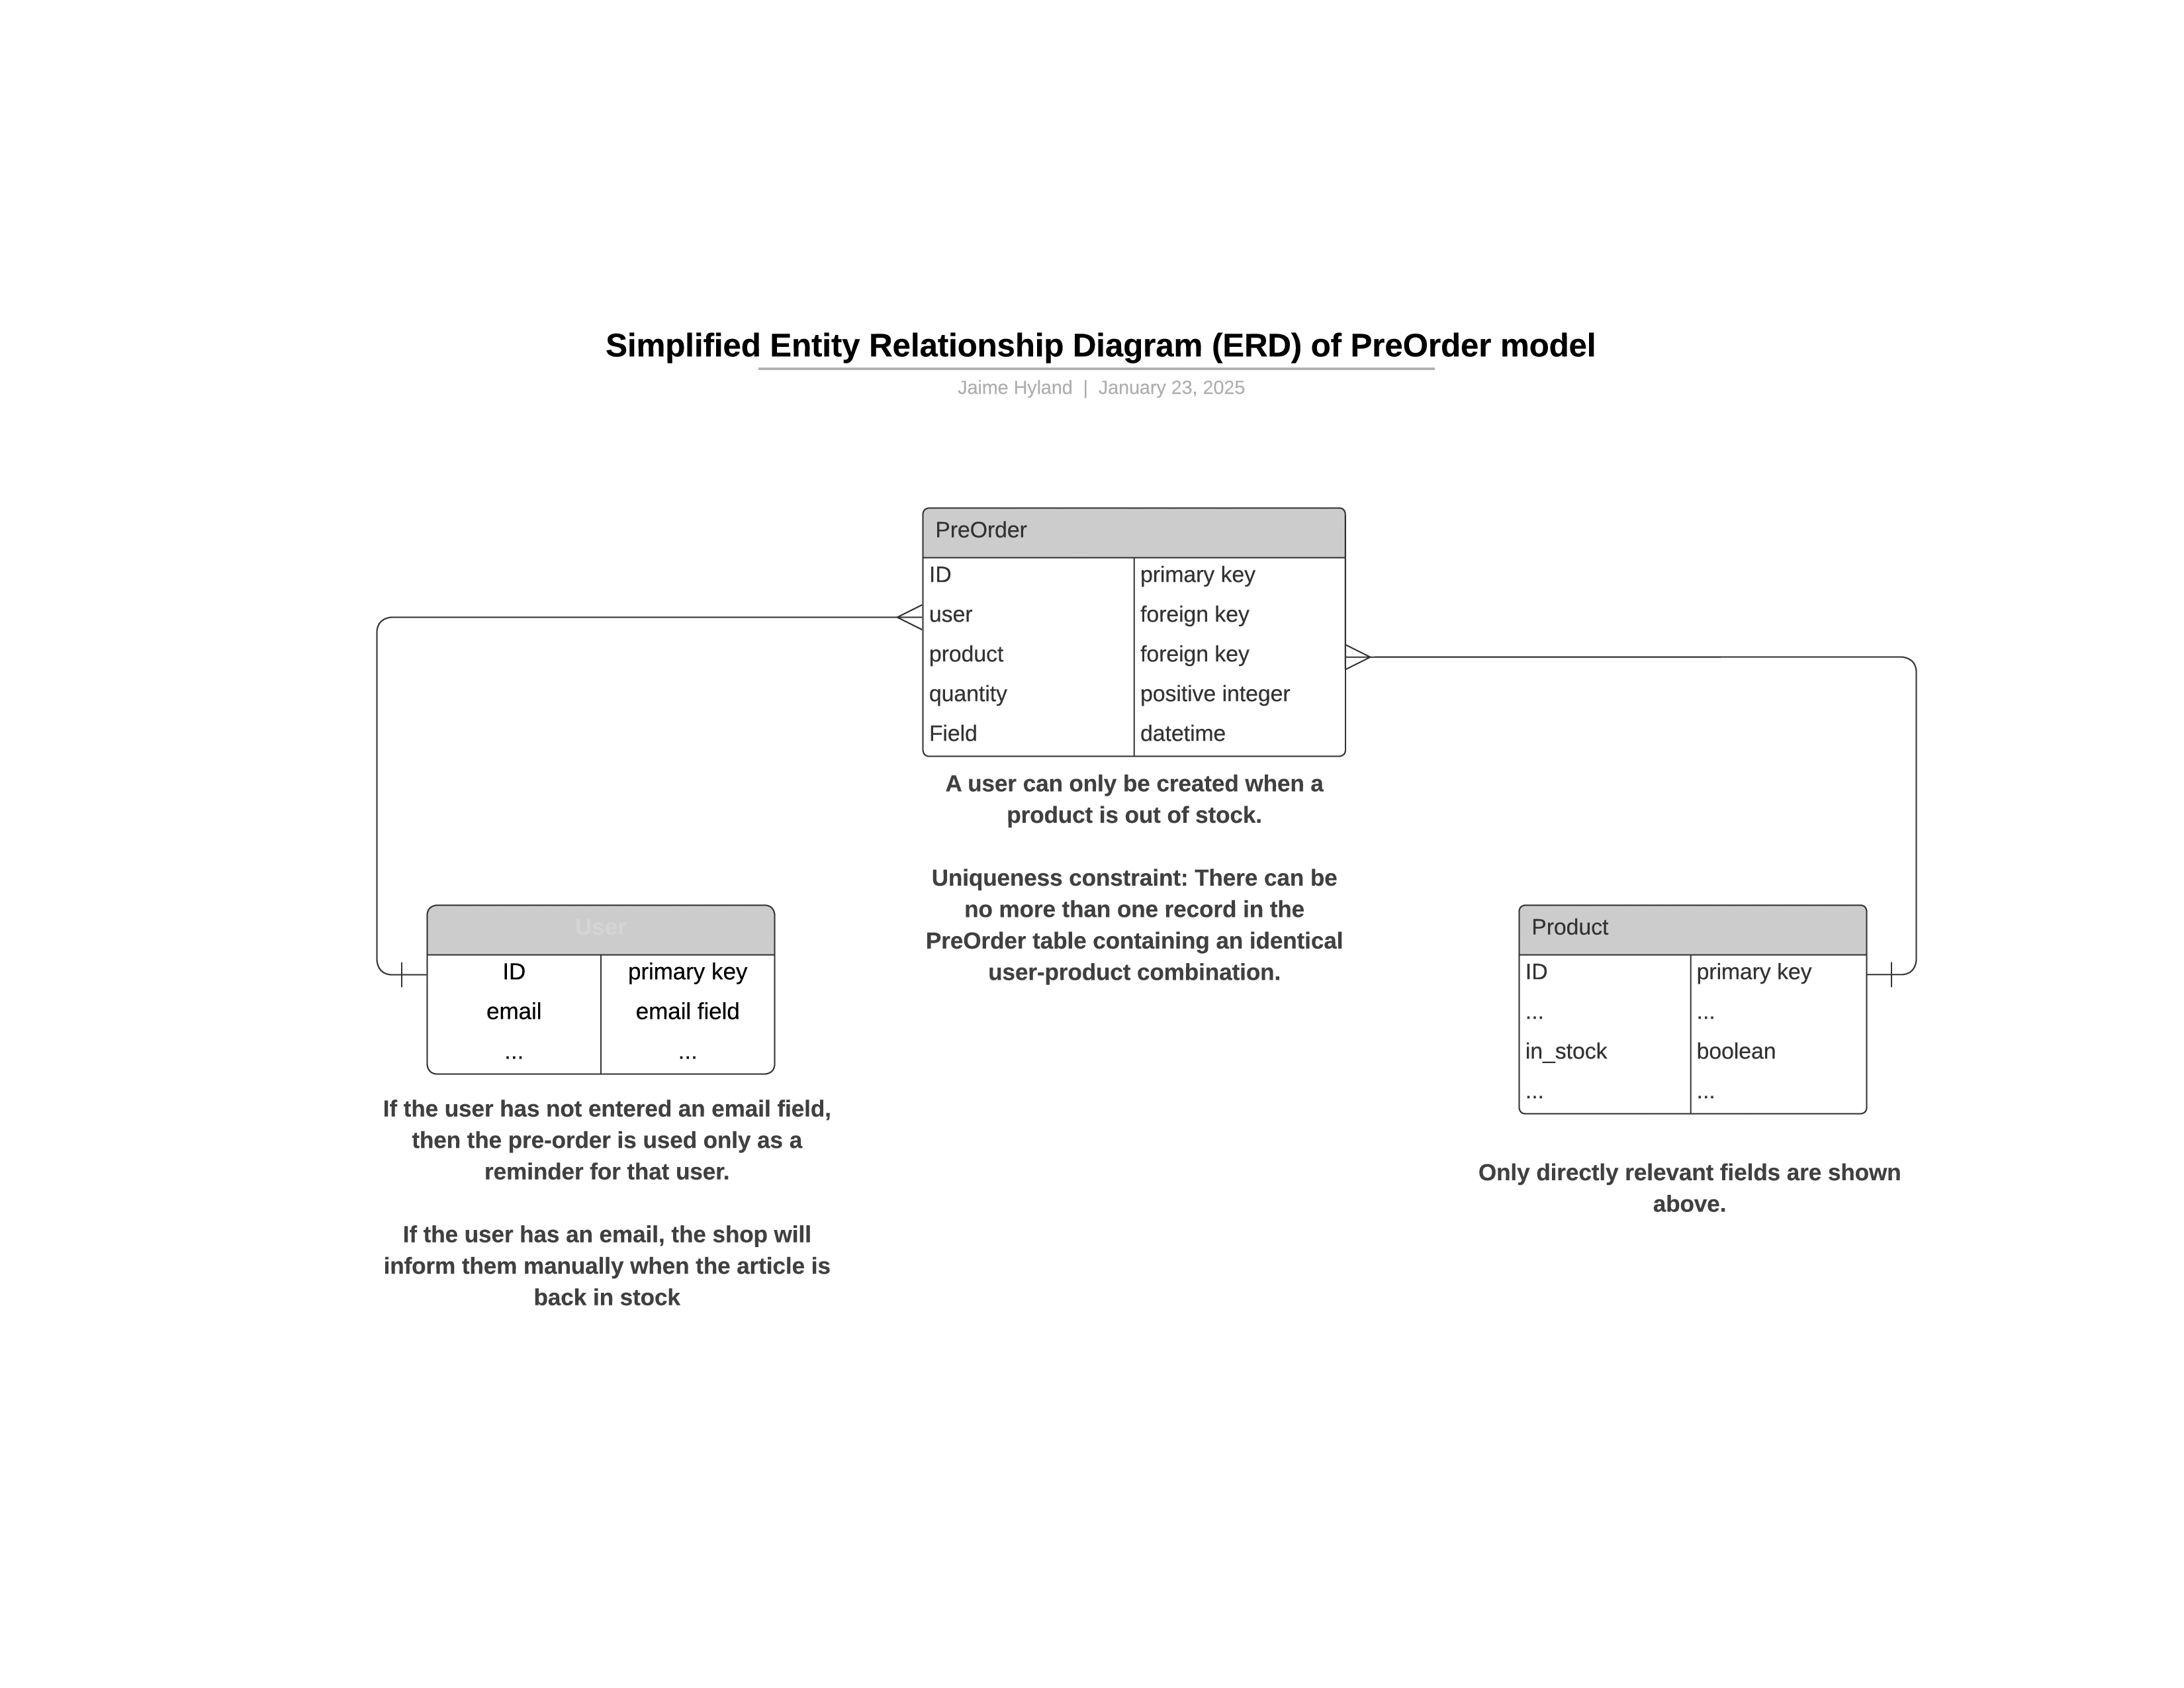 Simplified Entity Relationship Diagram (ERD) of PreOrder model
Jaime Hyland | January 23, 2025
PreOrder
ID primary key
user foreign key
product foreign key
quantity positive integer
Field datetime
A user can only be created when a
product is out of stock.
Uniqueness constraint: There can be
no more than one record in the
PreOrder table containing an identical
user-product combination.
User
ID primary key
email email field
... ...
If the user has not entered an email field,
then the pre-order is used only as a
reminder for that user.
If the user has an email, the shop will
inform them manually when the article is
back in stock
Product
ID primary key
... ...
in_stock boolean
... ...
Only directly relevant fields are shown
above.